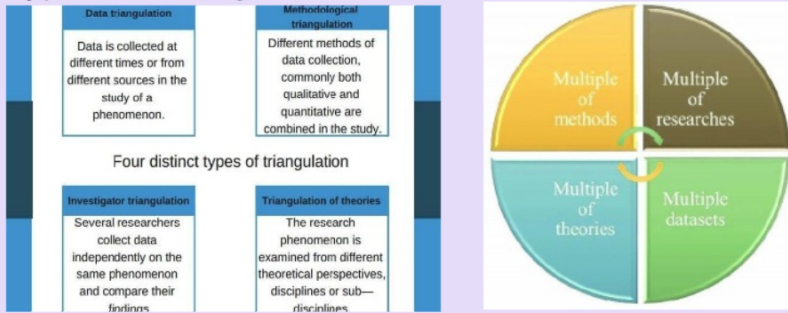 Data triangulation
Data is collected at
different times or from
different sources in the
study of a
phenomenon.
Methodological
triangulation
Different methods of
data collection,
commonly both
qualitative and
quantitative are
combined in the study.
Four distinct types of triangulation
Investigator triangulation
Several researchers
collect data
independently on the
same phenomenon
and compare their
findings
Triangulation of theories
The research
phenomenon is
examined from different
theoretical perspectives,
disciplines or sub—
disciplines
Multiple
of
methods
Multiple
of
researches
Multiple
of
theories
Multiple
datasets